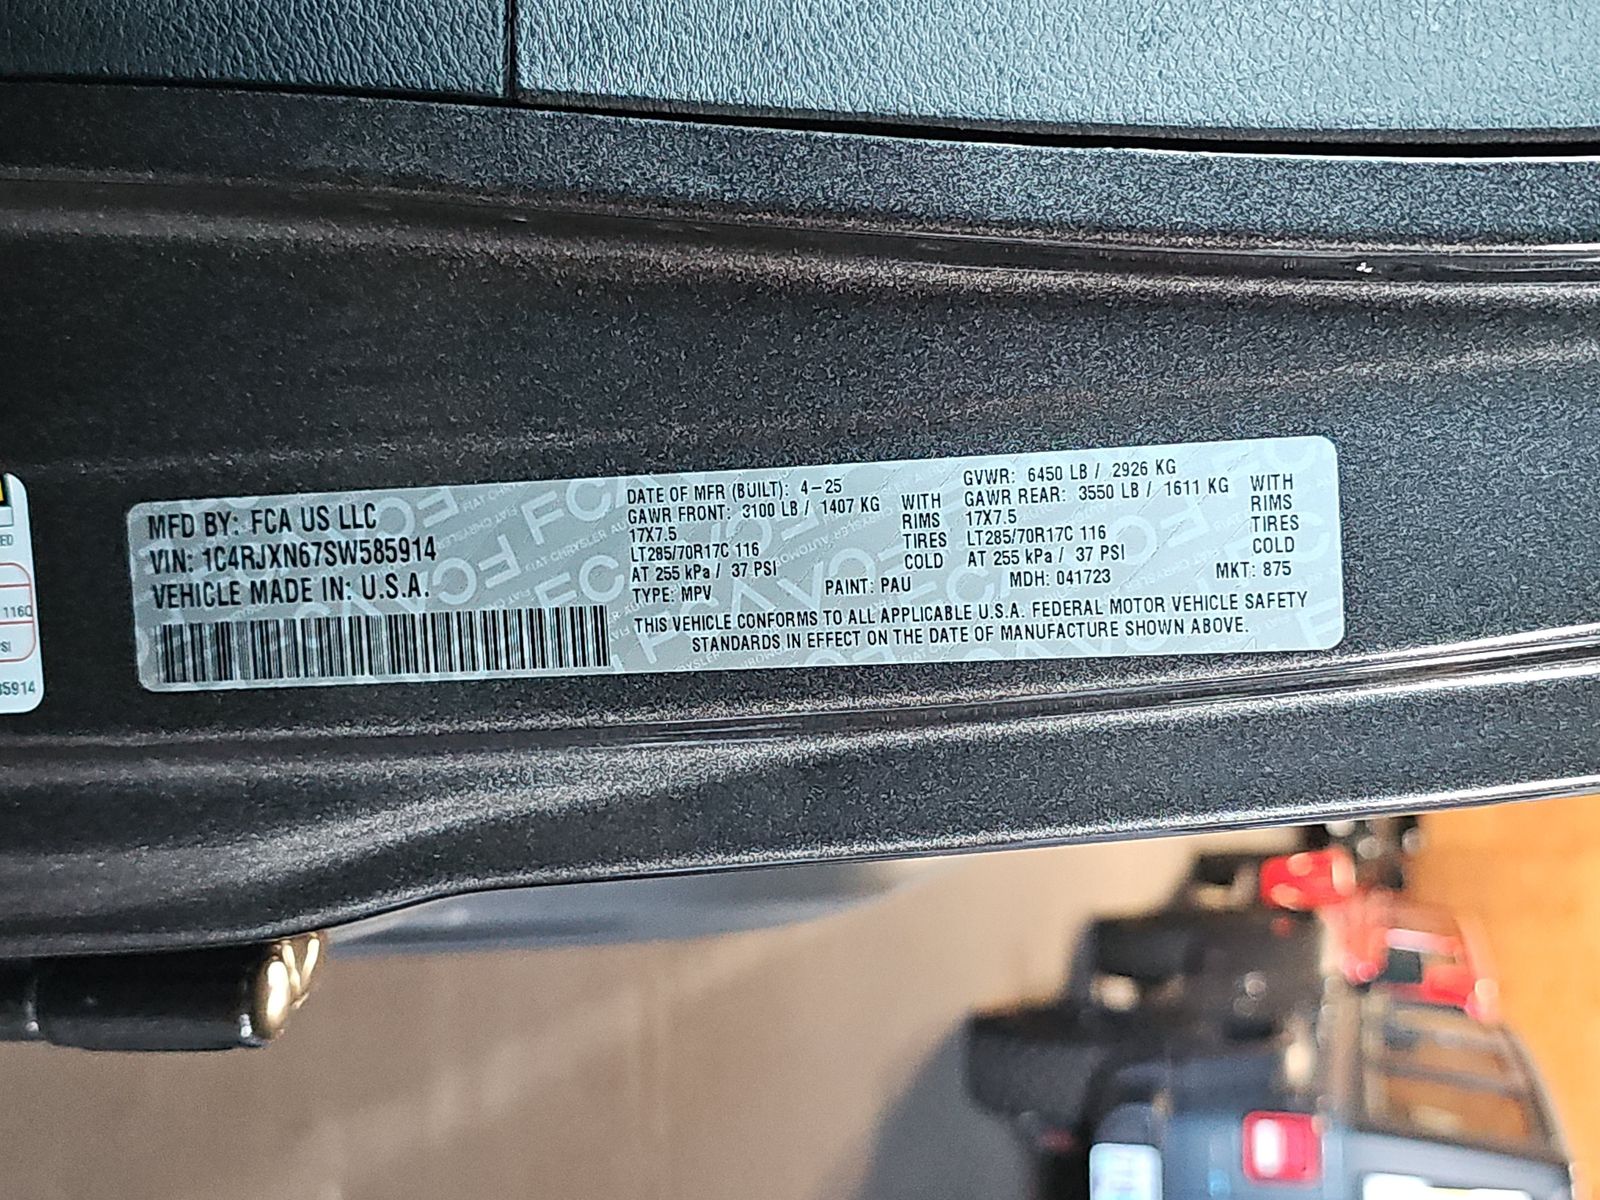 MFD BY: FCA US LLC
VIN: 1C4RJXN67SW585914
VEHICLE MADE IN: U.S.A.
DATE OF MFR (BUILT): 4-25
GAWR FRONT: 3100 LB / 1407 KG WITH
17X7.5 RIMS
LT285/70R17C 116 TIRES
AT 255 kPa / 37 PSI COLD
TYPE: MPV PAINT: PAU
GVWR: 6450 LB / 2926 KG
GAWR REAR: 3550 LB / 1611 KG WITH
17X7.5 RIMS
LT285/70R17C 116 TIRES
AT 255 kPa / 37 PSI COLD
MDH: 041723 MKT: 875
THIS VEHICLE CONFORMS TO ALL APPLICABLE U.S.A. FEDERAL MOTOR VEHICLE SAFETY
STANDARDS IN EFFECT ON THE DATE OF MANUFACTURE SHOWN ABOVE.
ED
116Q
PSI
85914